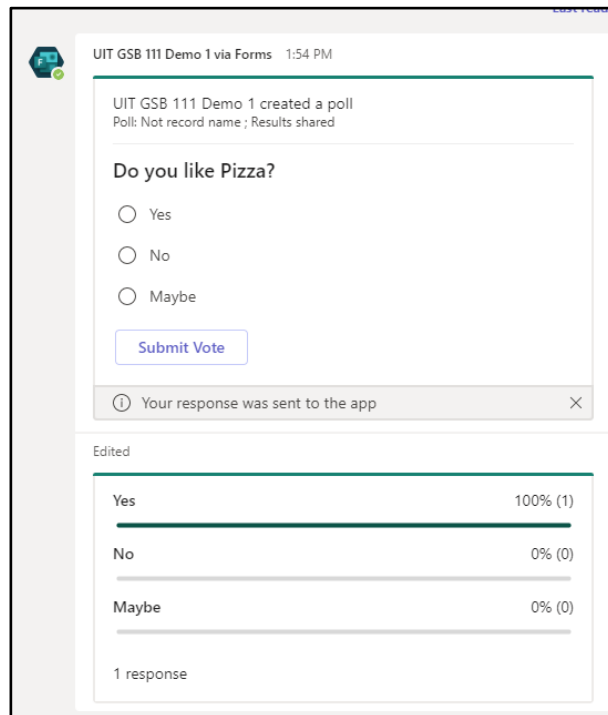 Last read
UIT GSB 111 Demo 1 via Forms 1:54 PM
UIT GSB 111 Demo 1 created a poll
Poll: Not record name ; Results shared
Do you like Pizza?
Yes
No
Maybe
Submit Vote
Your response was sent to the app
Edited
Yes 100% (1)
No 0% (0)
Maybe 0% (0)
1 response